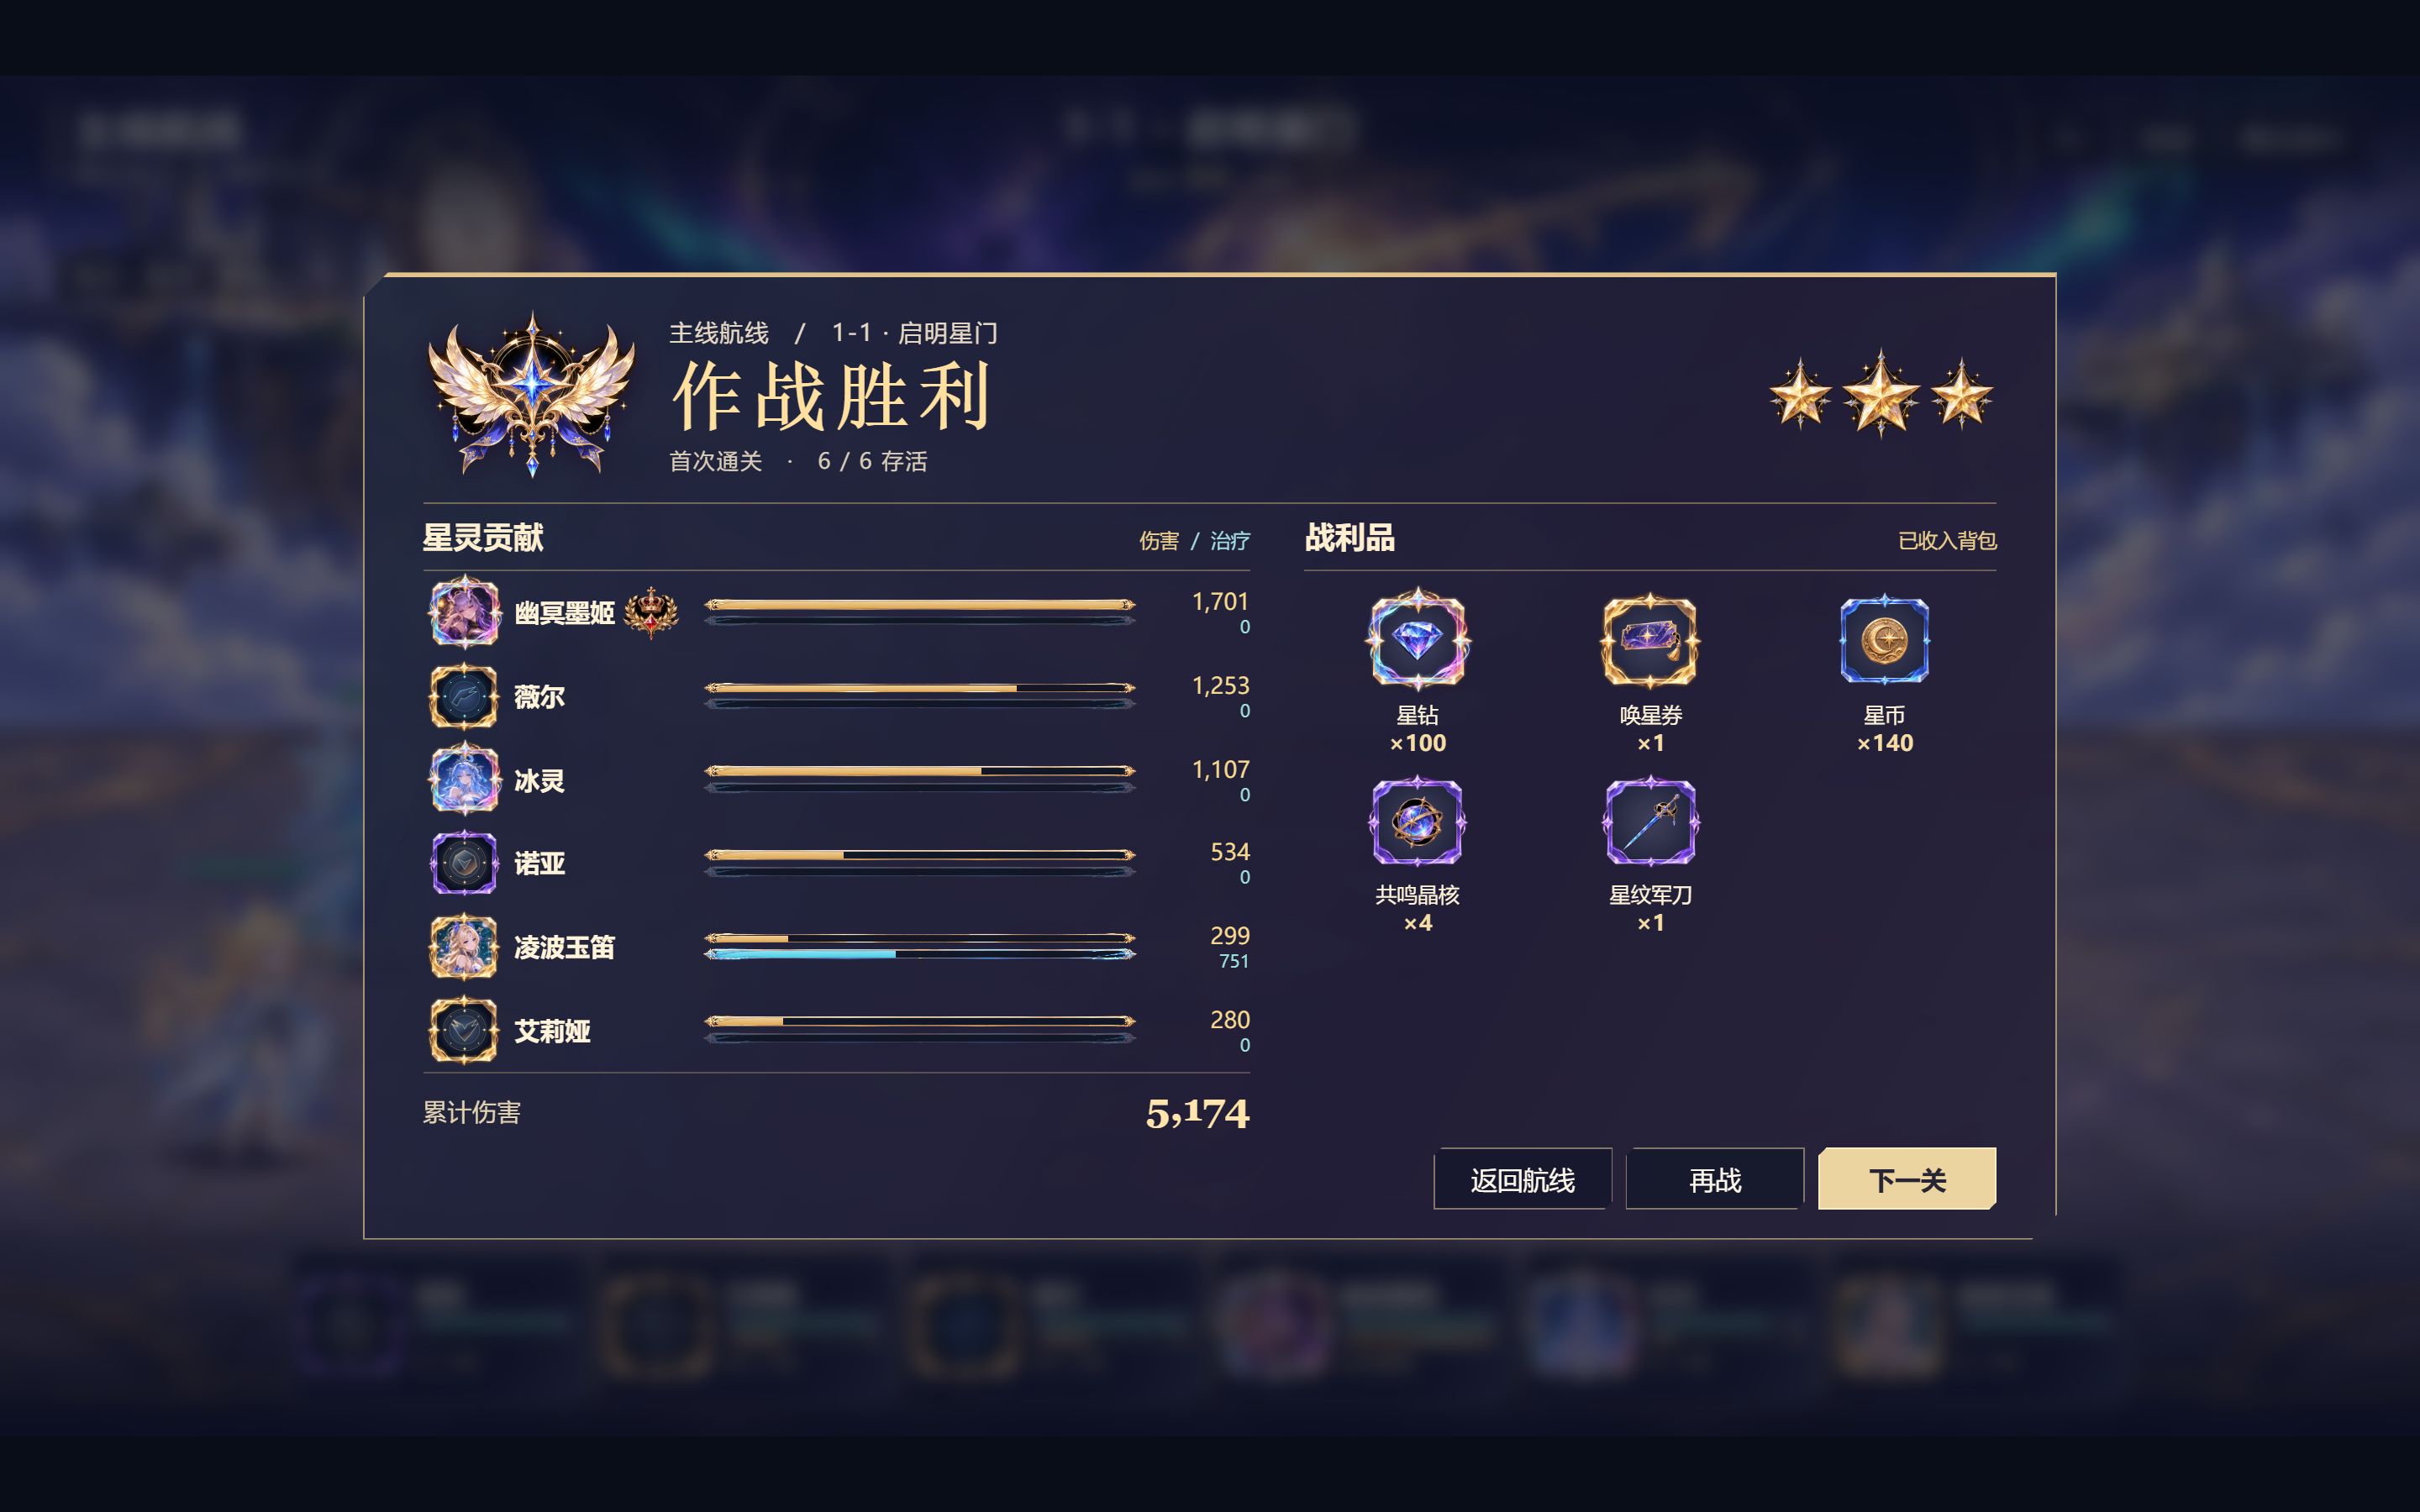 主线航线 / 1-1 · 启明星门
作战胜利
首次通关 · 6 / 6 存活
星灵贡献
伤害 / 治疗
幽冥墨姬
1,701
0
薇尔
1,253
0
冰灵
1,107
0
诺亚
534
0
凌波玉笛
299
751
艾莉娅
280
0
累计伤害
5,174
战利品
已收入背包
星钻
×100
唤星券
×1
星币
×140
共鸣晶核
×4
星纹军刀
×1
返回航线
再战
下一关